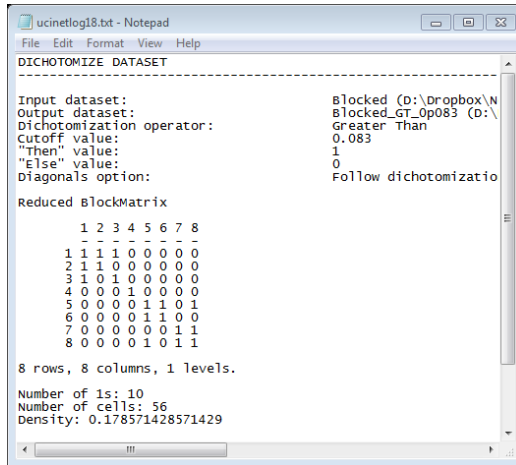 ucinetlog18.txt - Notepad
File Edit Format View Help
DICHOTOMIZE DATASET
--------------------------------------------------------------------------------
Input dataset: Blocked (D:\Dropbox\N
Output dataset: Blocked_GT_0p083 (D:\
Dichotomization operator: Greater Than
Cutoff value: 0.083
"Then" value: 1
"Else" value: 0
Diagonals option: Follow dichotomizatio
Reduced BlockMatrix
1 2 3 4 5 6 7 8
- - - - - - - -
1 1 1 1 0 0 0 0 0
2 1 1 0 0 0 0 0 0
3 1 0 1 0 0 0 0 0
4 0 0 0 1 0 0 0 0
5 0 0 0 0 1 1 0 1
6 0 0 0 0 1 1 0 0
7 0 0 0 0 0 0 1 1
8 0 0 0 0 1 0 1 1
8 rows, 8 columns, 1 levels.
Number of 1s: 10
Number of cells: 56
Density: 0.178571428571429